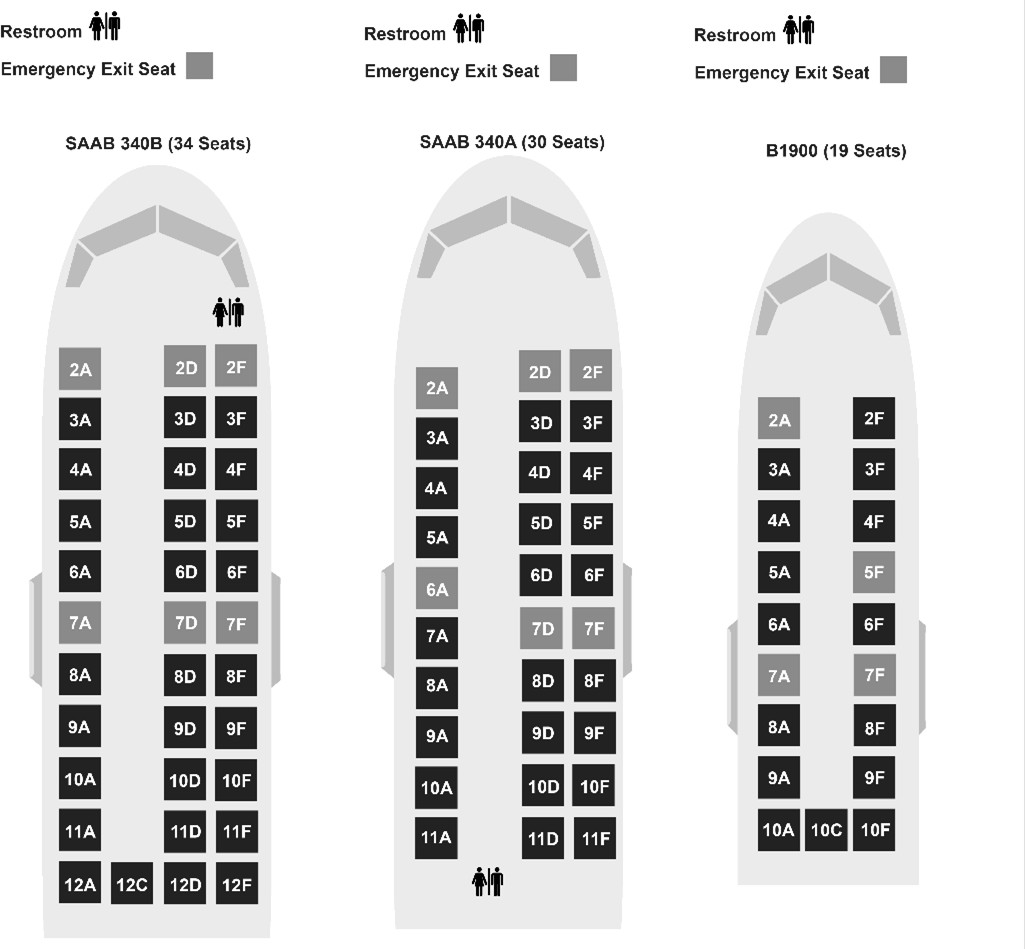 Restroom
Emergency Exit Seat
SAAB 340B (34 Seats)
2A 2D 2F
3A 3D 3F
4A 4D 4F
5A 5D 5F
6A 6D 6F
7A 7D 7F
8A 8D 8F
9A 9D 9F
10A 10D 10F
11A 11D 11F
12A 12C 12D 12F
Restroom
Emergency Exit Seat
SAAB 340A (30 Seats)
2A 2D 2F
3A 3D 3F
4A 4D 4F
5A 5D 5F
6A 6D 6F
7A 7D 7F
8A 8D 8F
9A 9D 9F
10A 10D 10F
11A 11D 11F
Restroom
Emergency Exit Seat
B1900 (19 Seats)
2A 2F
3A 3F
4A 4F
5A 5F
6A 6F
7A 7F
8A 8F
9A 9F
10A 10C 10F